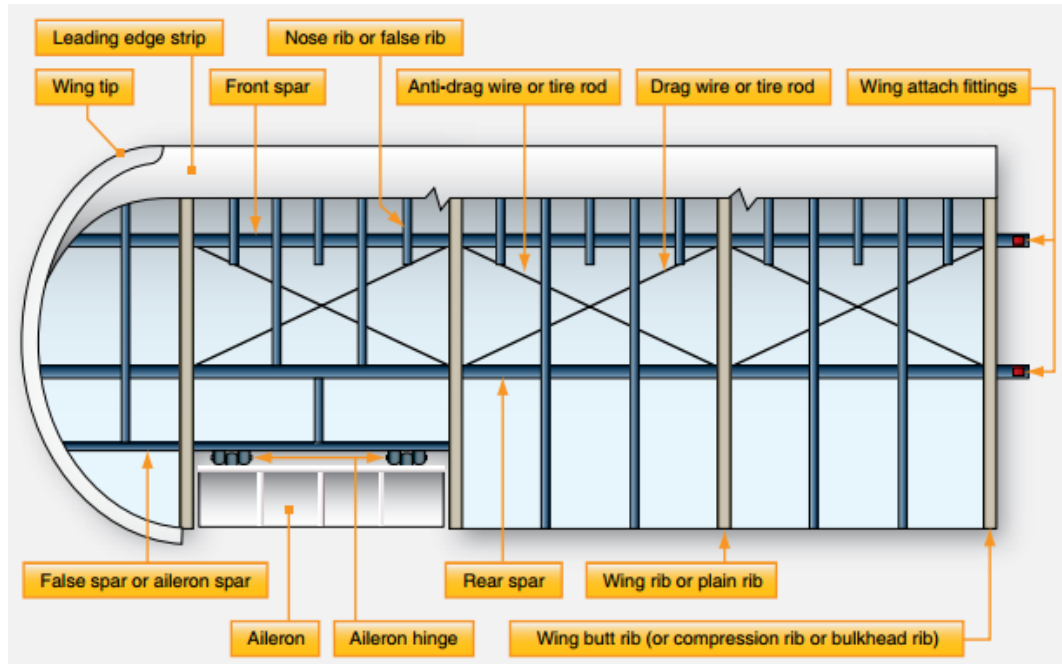 Leading edge strip
Nose rib or false rib
Wing tip
Front spar
Anti-drag wire or tire rod
Drag wire or tire rod
Wing attach fittings
False spar or aileron spar
Rear spar
Wing rib or plain rib
Aileron
Aileron hinge
Wing butt rib (or compression rib or bulkhead rib)